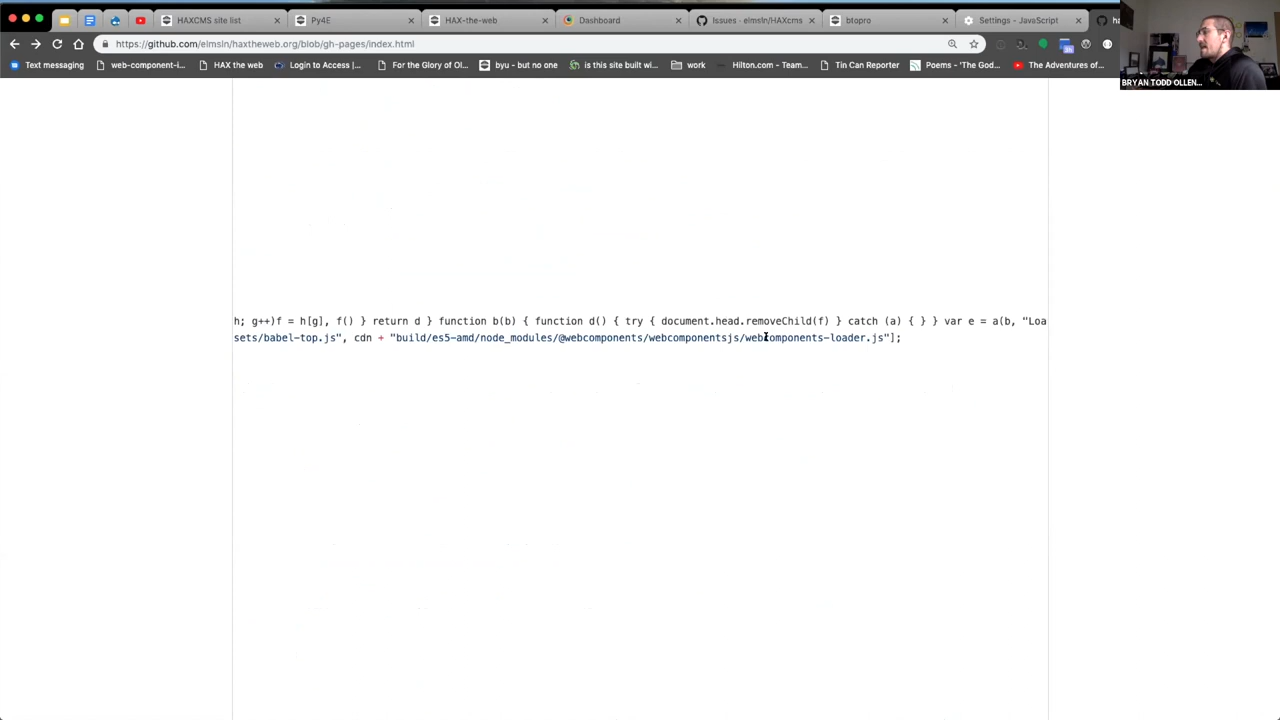 HAXCMS site list
Py4E
HAX-the-web
Dashboard
Issues · elmsln/HAXcms
btopro
Settings - JavaScript
https://github.com/elmsln/haxtheweb.org/blob/gh-pages/index.html
Text messaging
web-component-i...
HAX the web
Login to Access |...
For the Glory of Ol...
byu - but no one
is this site built wi...
work
Hilton.com - Team...
Tin Can Reporter
Poems - 'The God...
The Adventures of...
BRYAN TODD OLLEN...
h; g++)f = h[g], f() } return d } function b(b) { function d() { try { document.head.removeChild(f) } catch (a) { } } var e = a(b, "Loa
sets/babel-top.js", cdn + "build/es5-amd/node_modules/@webcomponents/webcomponentsjs/webcomponents-loader.js"];